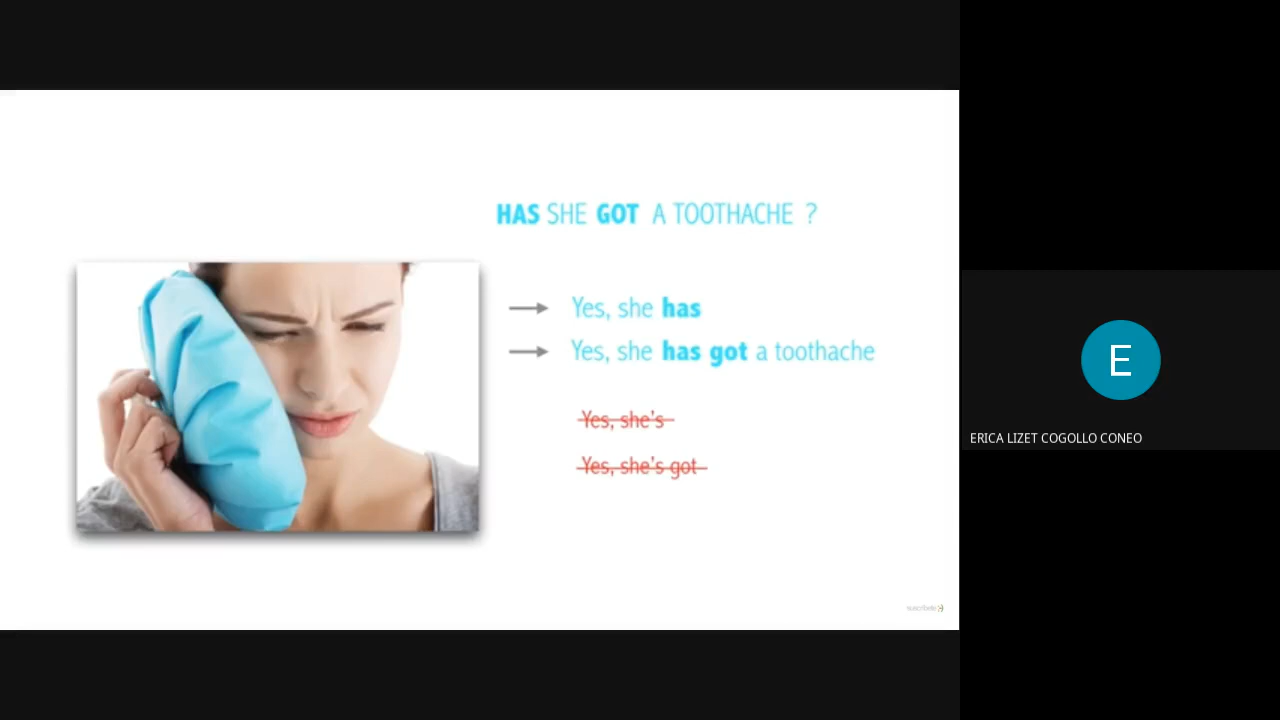 HAS SHE GOT A TOOTHACHE ?
Yes, she has
Yes, she has got a toothache
Yes, she's
Yes, she's got
suscríbete ;-)
E
ERICA LIZET COGOLLO CONEO